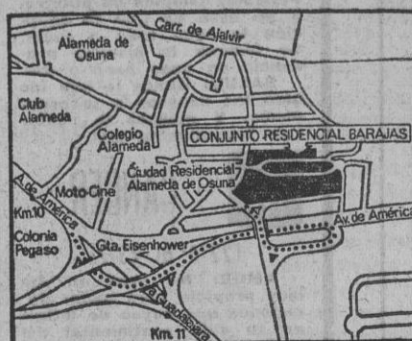 Carr. de Ajalvir
Alameda de
Osuna
Club
Alameda
Colegio
Alameda
CONJUNTO RESIDENCIAL BARAJAS
Ciudad Residencial
Alameda de Osuna
A. de América
Moto-Cine
Km.10
Av. de América
Colonia
Pegaso
Gta. Eisenhower
a Guadalajara
Km. 11